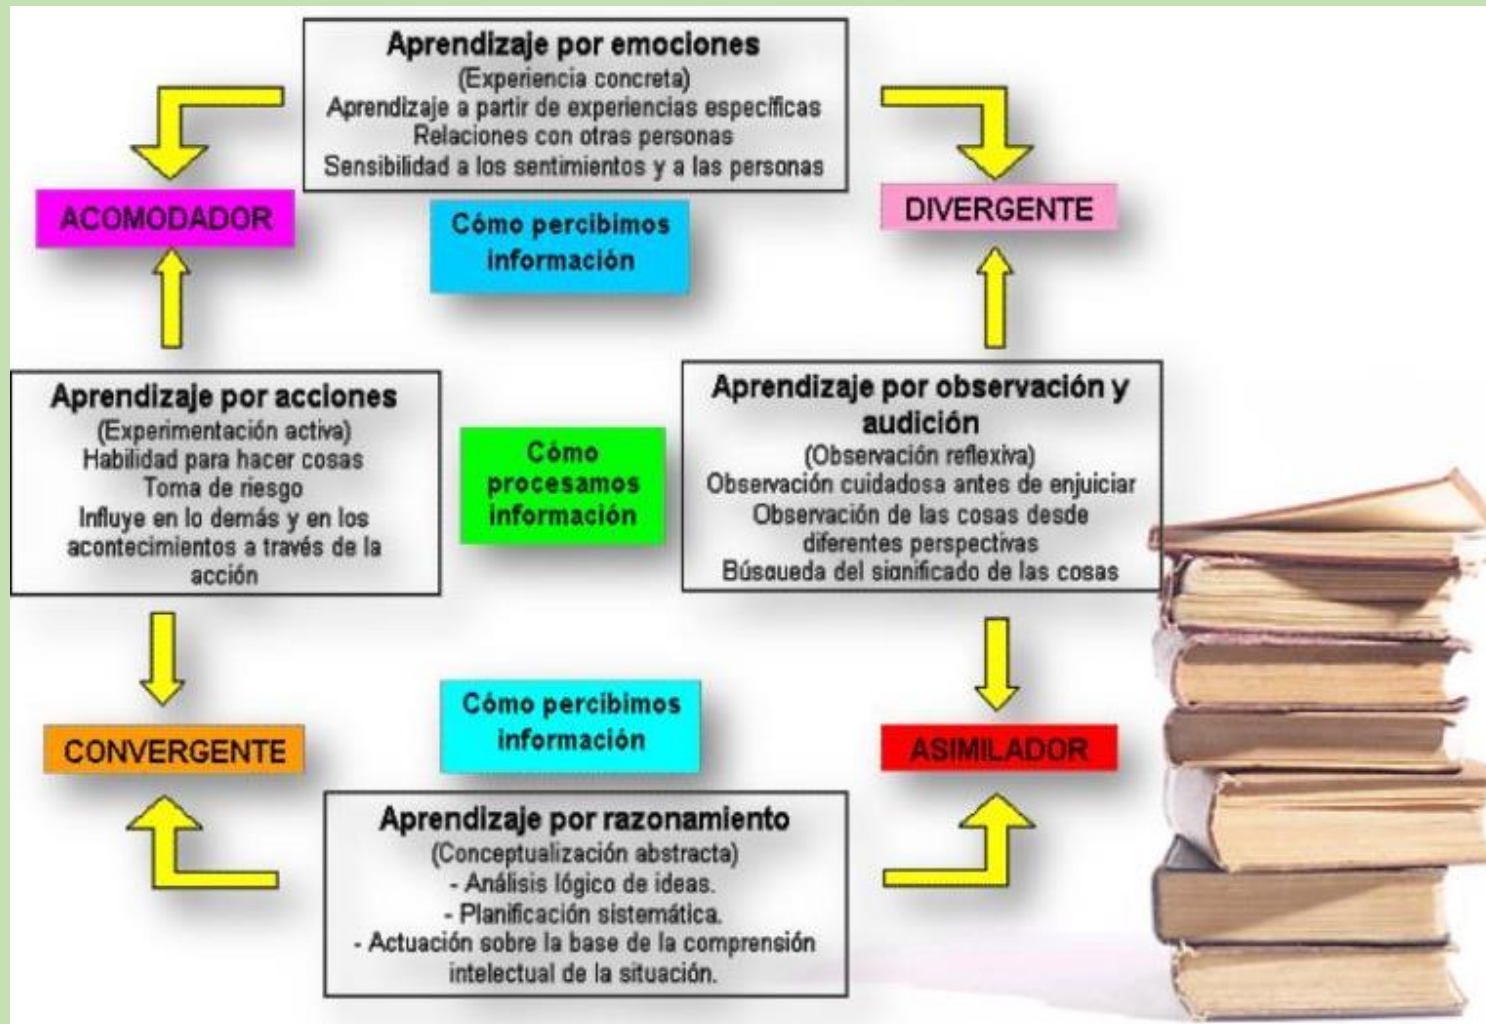 Aprendizaje por emociones
(Experiencia concreta)
Aprendizaje a partir de experiencias específicas
Relaciones con otras personas
Sensibilidad a los sentimientos y a las personas
ACOMODADOR
Cómo percibimos
información
DIVERGENTE
Aprendizaje por acciones
(Experimentación activa)
Habilidad para hacer cosas
Toma de riesgo
Influye en lo demás y en los
acontecimientos a través de la
acción
Cómo
procesamos
información
Aprendizaje por observación y
audición
(Observación reflexiva)
Observación cuidadosa antes de enjuiciar
Observación de las cosas desde
diferentes perspectivas
Búsqueda del significado de las cosas
CONVERGENTE
Cómo percibimos
información
ASIMILADOR
Aprendizaje por razonamiento
(Conceptualización abstracta)
- Análisis lógico de ideas.
- Planificación sistemática.
- Actuación sobre la base de la comprensión
intelectual de la situación.